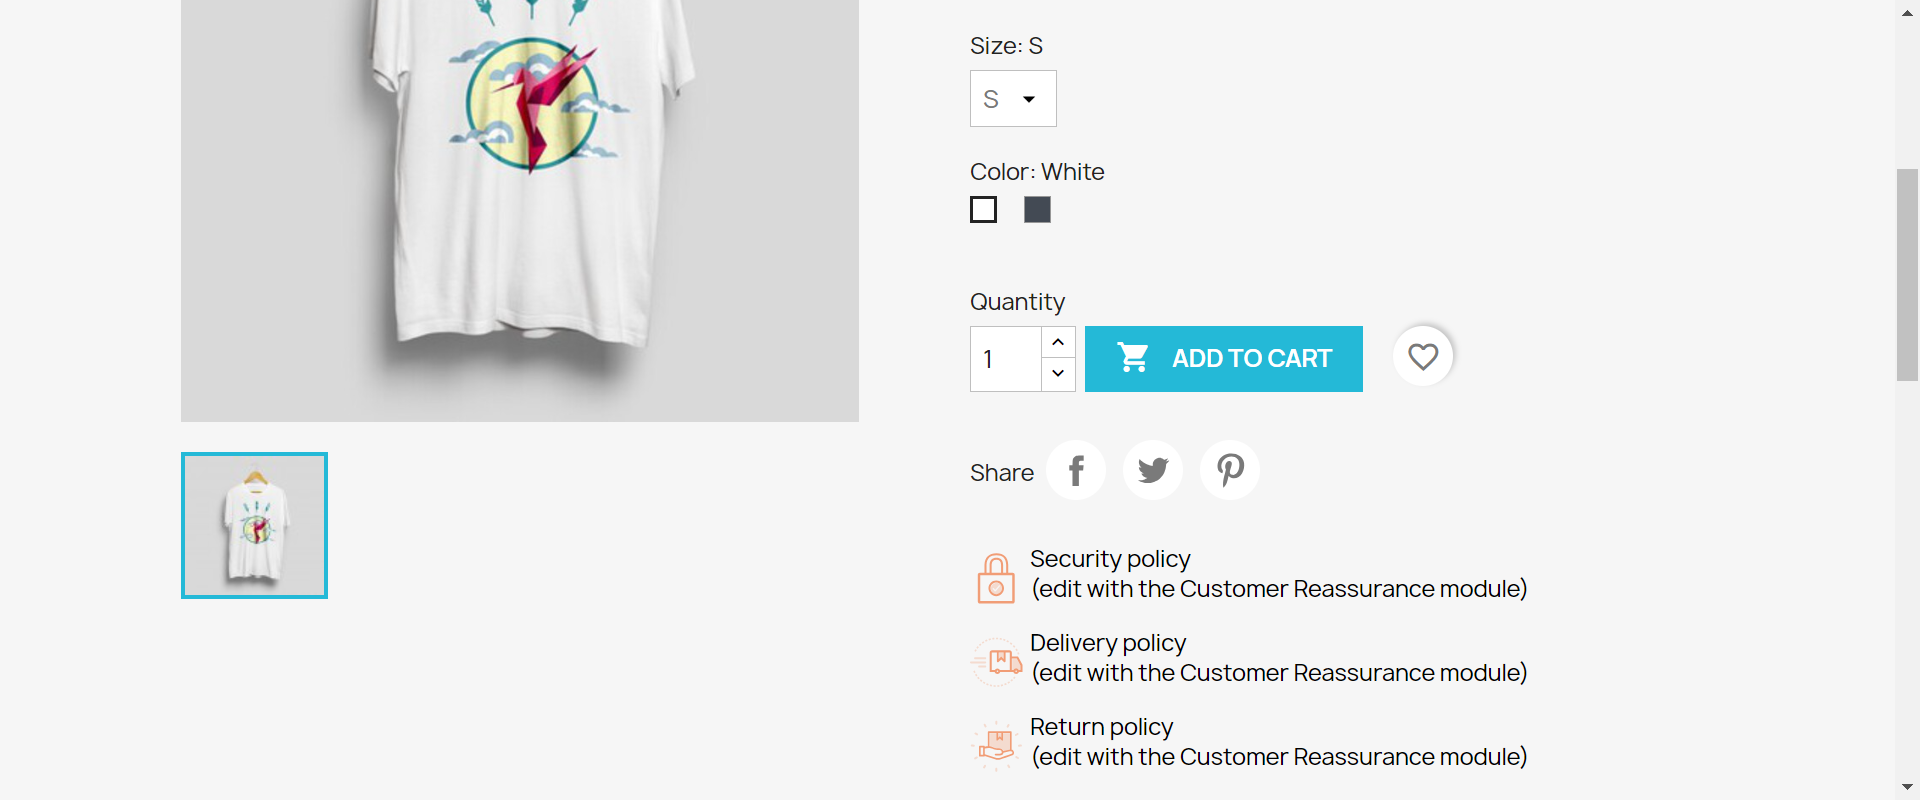 Size: S
S
Color: White
Quantity
1
ADD TO CART
Share
Security policy
(edit with the Customer Reassurance module)
Delivery policy
(edit with the Customer Reassurance module)
Return policy
(edit with the Customer Reassurance module)